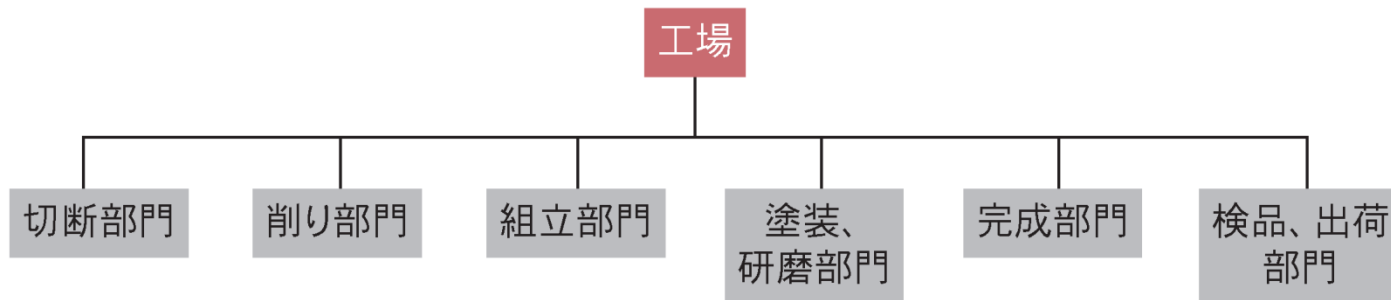 工場
切断部門
削り部門
組立部門
塗装、
研磨部門
完成部門
検品、出荷
部門